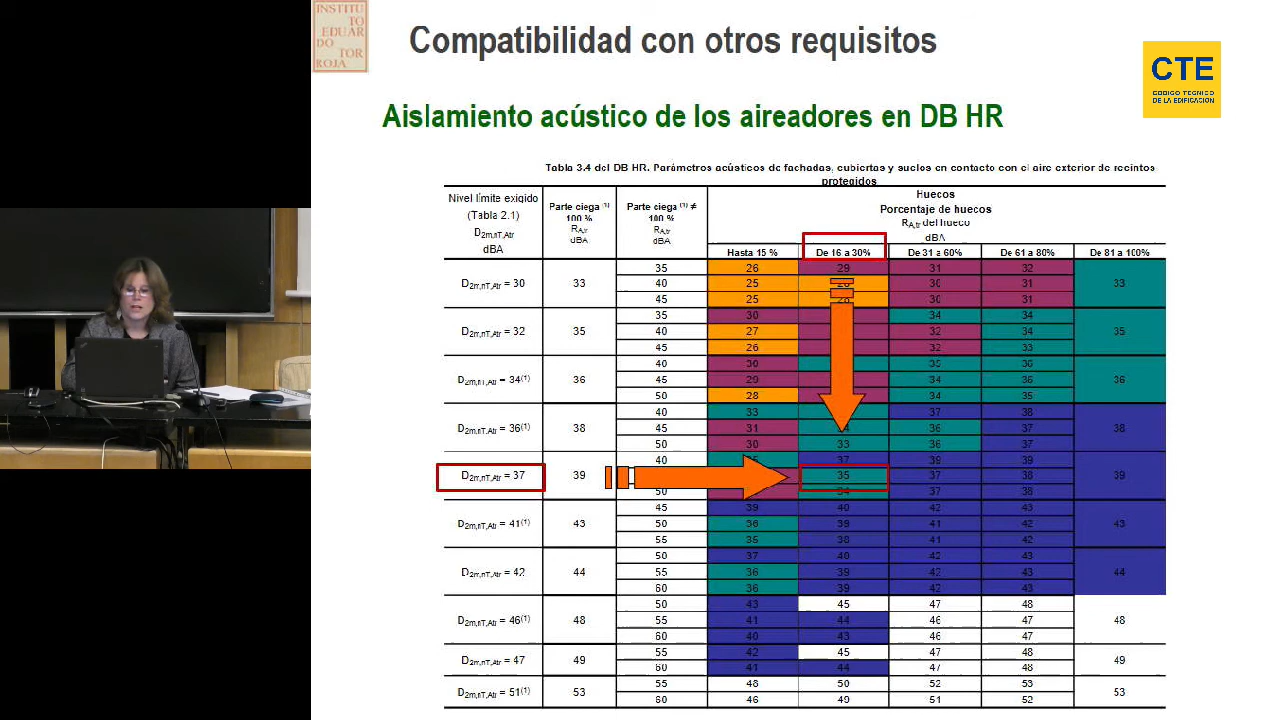 INSTITU
TO
EDUAR
DO
TOR
ROJA
Compatibilidad con otros requisitos
CTE
CÓDIGO TÉCNICO
DE LA EDIFICACIÓN
Aislamiento acústico de los aireadores en DB HR
Tabla 3.4 del DB HR. Parámetros acústicos de fachadas, cubiertas y suelos en contacto con el aire exterior de recintos
protegidos
Nivel límite exigido
(Tabla 2.1)
D2m,nT,Atr
dBA
Parte ciega (1)
100 %
RA,tr
dBA
Parte ciega (1) ≠
100 %
RA,tr
dBA
Huecos
Porcentaje de huecos
RA,tr del hueco
dBA
Hasta 15 % De 16 a 30% De 31 a 60% De 61 a 80% De 81 a 100%
D2m,nT,Atr = 30 33 33
35 26 29 31 32
40 25 30 31
45 25 30 31
D2m,nT,Atr = 32 35 35
35 30 34 34
40 27 32 34
45 26 32 33
D2m,nT,Atr = 34(1) 36 36
40 30 35 36
45 29 34 36
50 28 34 35
D2m,nT,Atr = 36(1) 38 38
40 33 37 38
45 31 36 37
50 30 33 36 37
D2m,nT,Atr = 37 39 39
40 37 39 39
35 37 38
50 37 38
D2m,nT,Atr = 41(1) 43 43
45 39 40 42 43
50 36 39 41 42
55 35 38 41 42
D2m,nT,Atr = 42 44 44
50 37 40 42 43
55 36 39 42 43
60 36 39 42 43
D2m,nT,Atr = 46(1) 48 48
50 43 45 47 48
55 41 44 46 47
60 40 43 46 47
D2m,nT,Atr = 47 49 49
55 42 45 47 48
60 41 44 47 48
D2m,nT,Atr = 51(1) 53 53
55 48 50 52 53
60 46 49 51 52